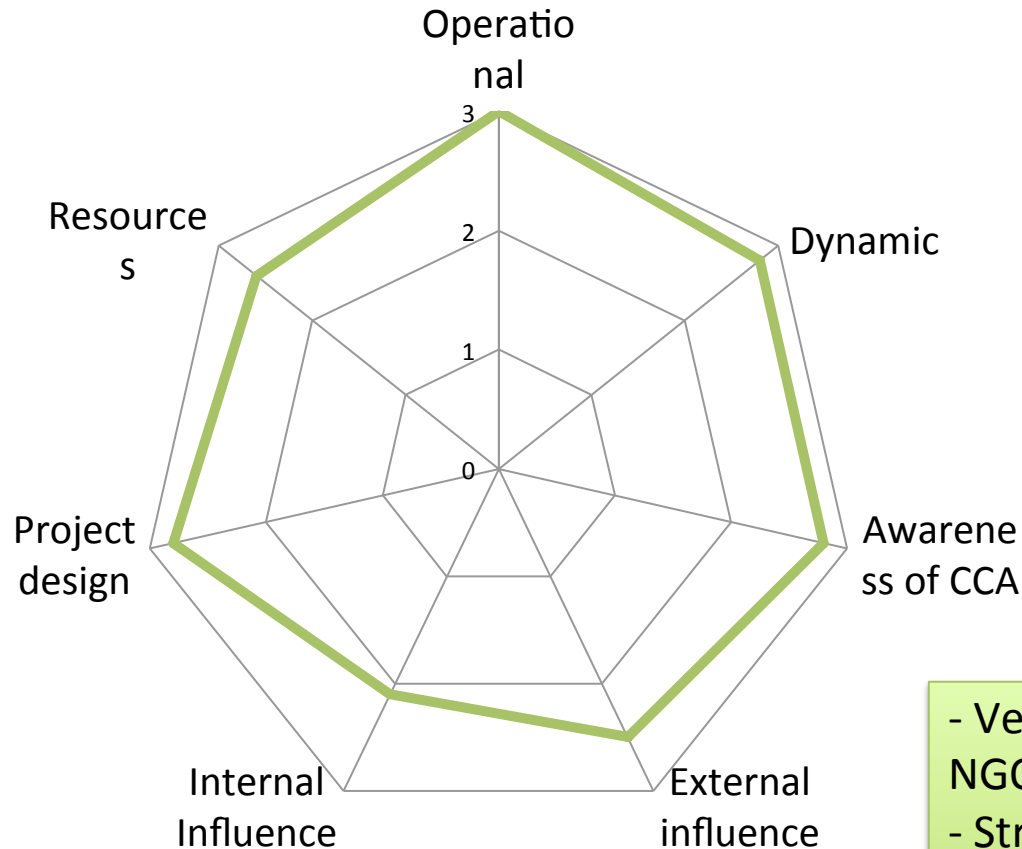 Operatio
nal
3
2
1
0
Dynamic
Awarene
ss of CCA
External
influence
Internal
Influence
Project
design
Resource
s
- Ve
NGO
- Str